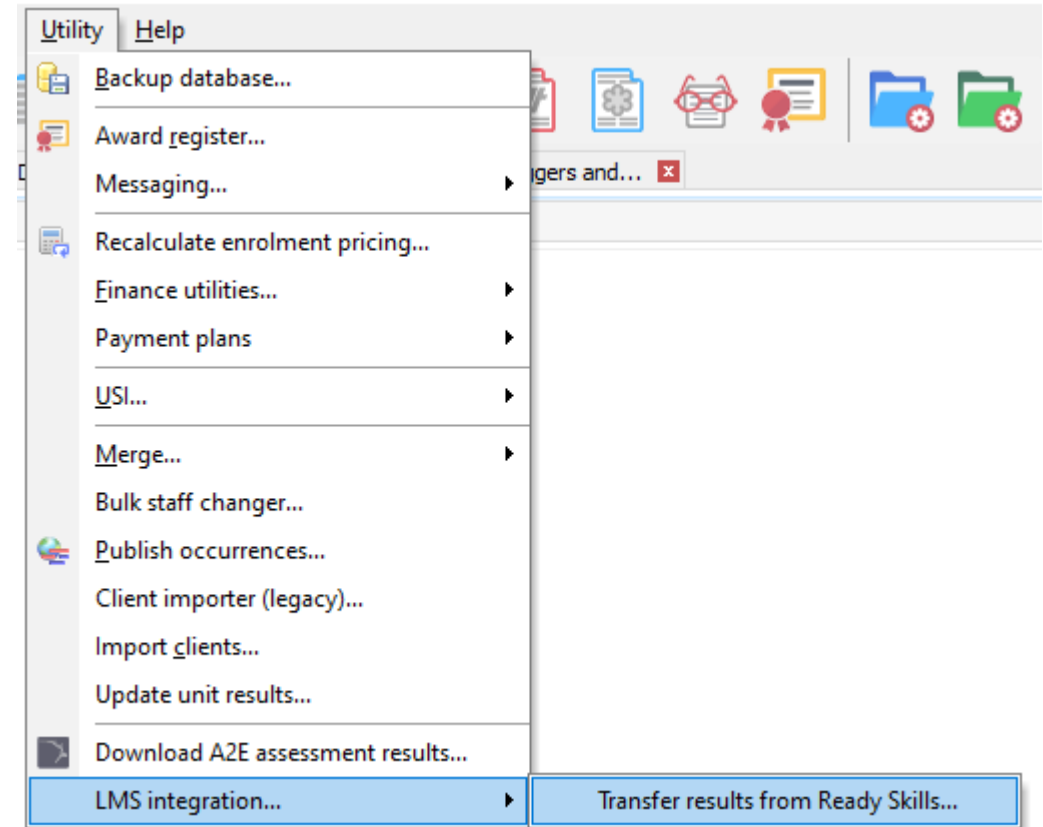 Utility Help
Backup database...
Award register...
Messaging...
ggers and...
Recalculate enrolment pricing...
Finance utilities...
Payment plans
USI...
Merge...
Bulk staff changer...
Publish occurrences...
Client importer (legacy)...
Import clients...
Update unit results...
Download A2E assessment results...
LMS integration... Transfer results from Ready Skills...